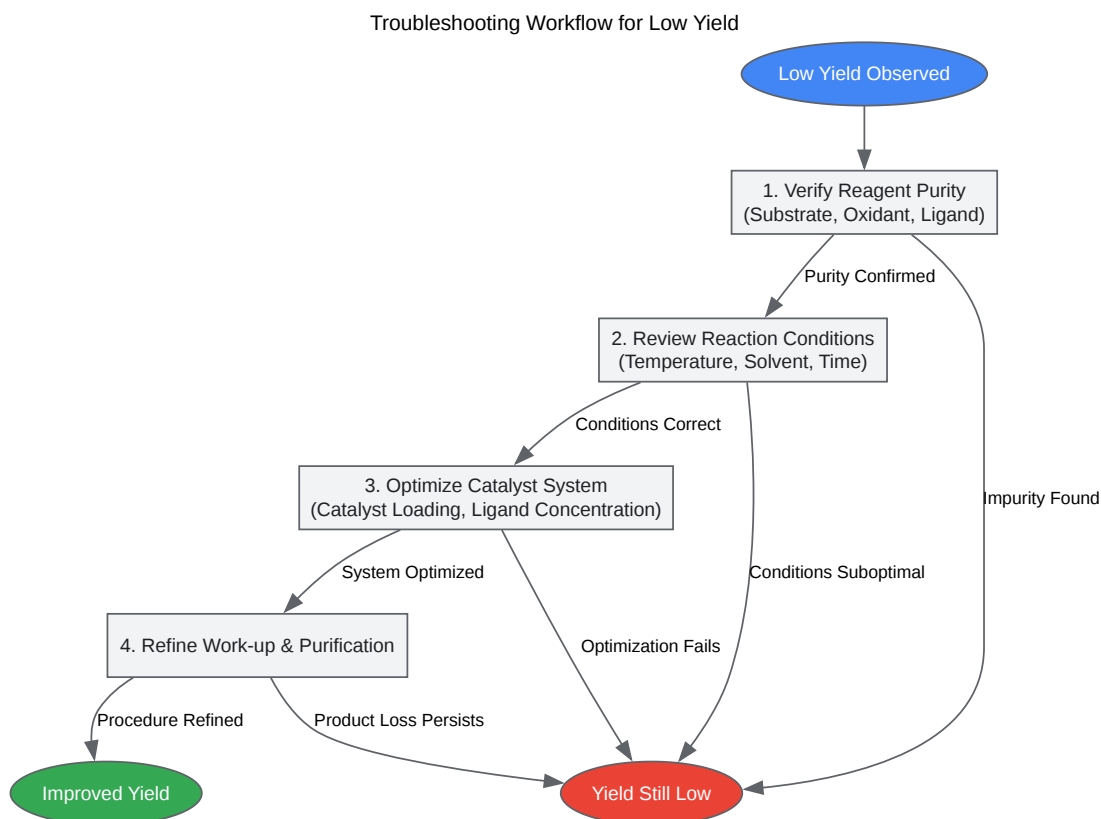 Troubleshooting Workflow for Low Yield
Low Yield Observed
1. Verify Reagent Purity
(Substrate, Oxidant, Ligand)
Purity Confirmed
2. Review Reaction Conditions
(Temperature, Solvent, Time)
Conditions Correct
3. Optimize Catalyst System
(Catalyst Loading, Ligand Concentration)
Impurity Found
System Optimized
Conditions Suboptimal
4. Refine Work-up & Purification
Optimization Fails
Procedure Refined
Product Loss Persists
Improved Yield
Yield Still Low